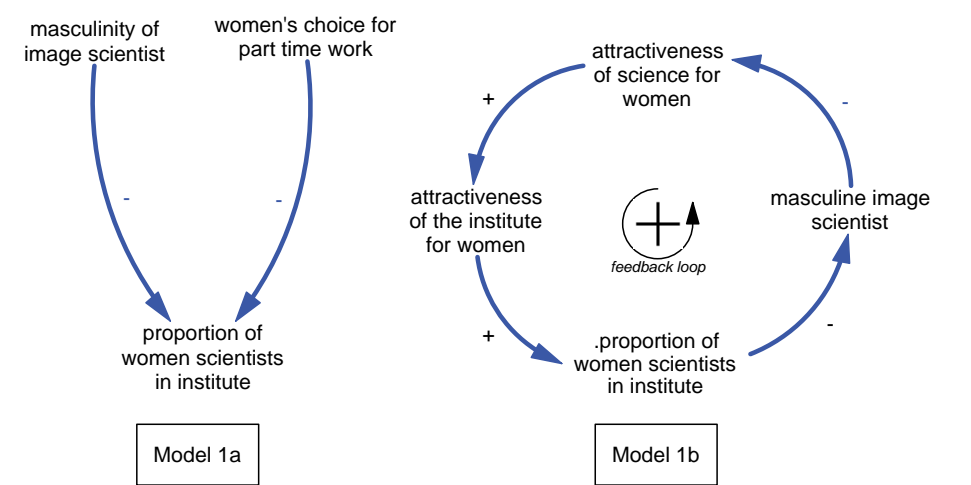 masculinity of
image scientist
women's choice for
part time work
-
-
proportion of
women scientists
in institute
Model 1a
attractiveness
of science for
women
+
-
attractiveness
of the institute
for women
masculine image
scientist
+
feedback loop
+
-
.proportion of
women scientists
in institute
Model 1b